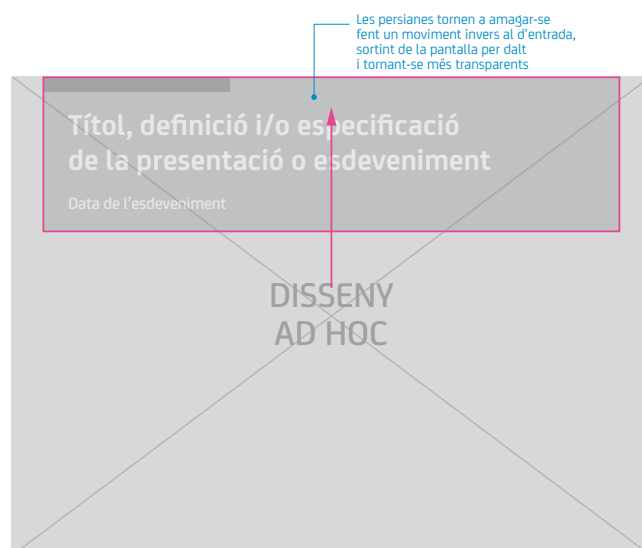 Les persianes tornen a amagar-se
fent un moviment invers al d’entrada,
sortint de la pantalla per dalt
i tornant-se més transparents
Títol, definició i/o especificació
de la presentació o esdeveniment
Data de l’esdeveniment
DISSENY
AD HOC